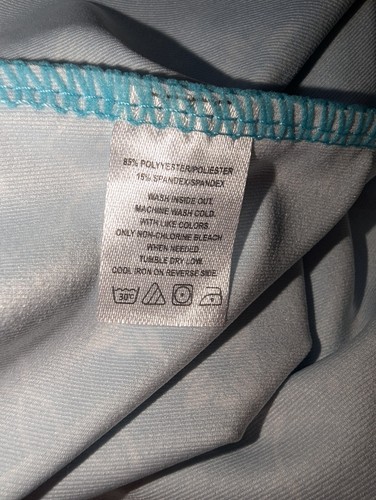 85% POLYYESTER/POLIESTER
15% SPANDEX/SPANDEX
WASH INSIDE OUT.
MACHINE WASH COLD.
WITH LIKE COLORS.
ONLY NON-CHLORINE BLEACH
WHEN NEEDED.
TUMBLE DRY LOW.
COOL IRON ON REVERSE SIDE.
30°C